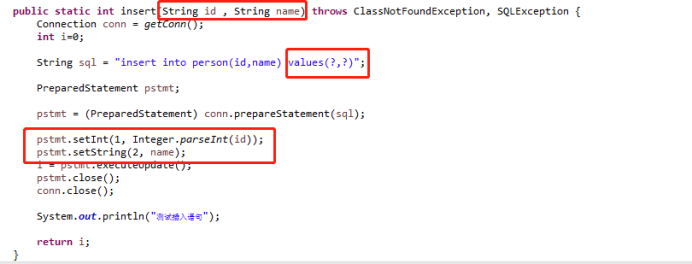 public static int insert(String id , String name) throws ClassNotFoundException, SQLException {
Connection conn = getConn();
int i=0;
String sql = "insert into person(id,name) values(?,?)";
PreparedStatement pstmt;
pstmt = (PreparedStatement) conn.prepareStatement(sql);
pstmt.setInt(1, Integer.parseInt(id));
pstmt.setString(2, name);
i = pstmt.executeUpdate();
pstmt.close();
conn.close();
System.out.println("测试插入语句");
return i;
}